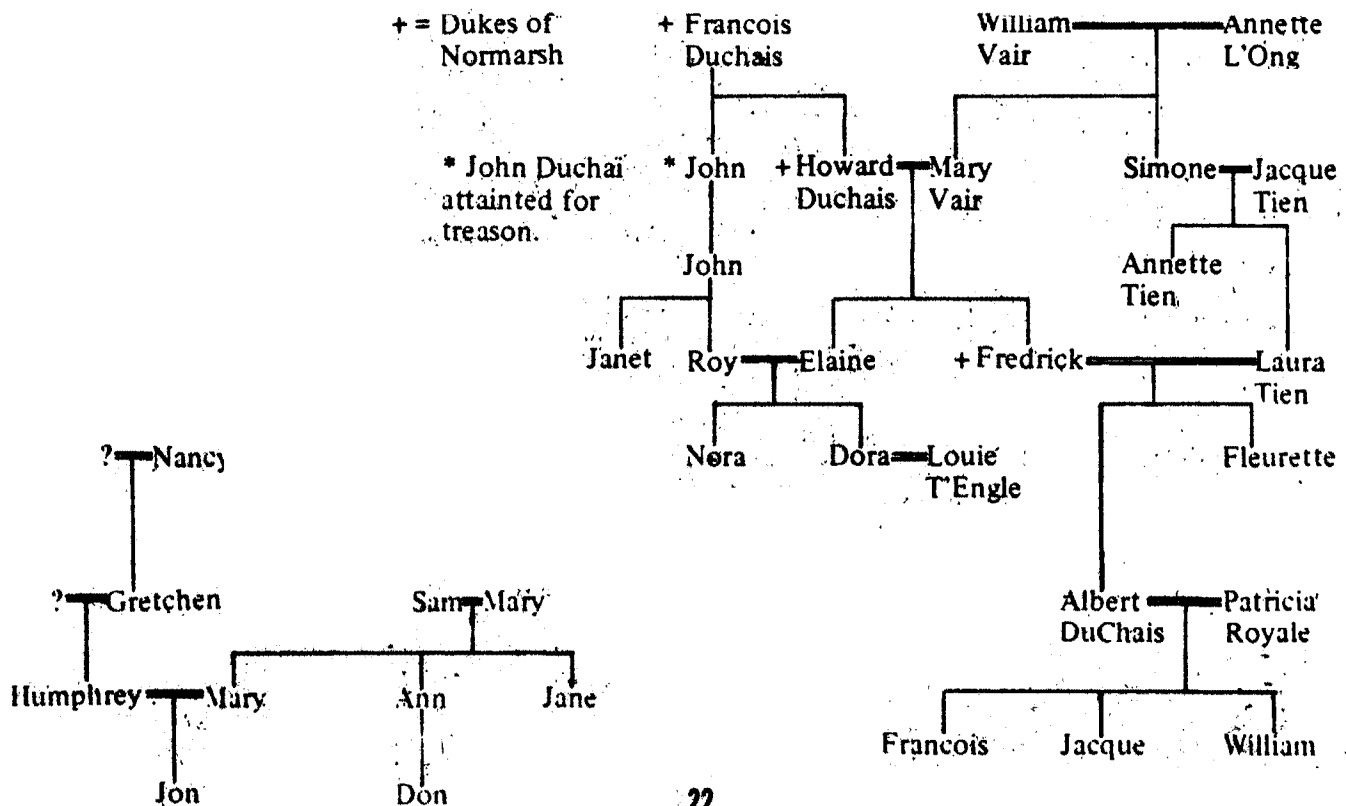 + = Dukes of
Normarsh
+ Francois
Duchais
William
Vair
Annette
L'Ong
* John Duchai
attainted for
treason.
* John
+ Howard
Duchais
Mary
Vair
Simone
Jacque
Tien
John
Annette
Tien
Janet
Roy
Elaine
+ Fredrick
Laura
Tien
? Nancy
Nora
Dora
Louie
T'Engle
Fleurette
? Gretchen
Sam
Mary
Albert
DuChais
Patricia
Royale
Humphrey
Mary
Ann
Jane
Francois
Jacque
William
Jon
Don
22